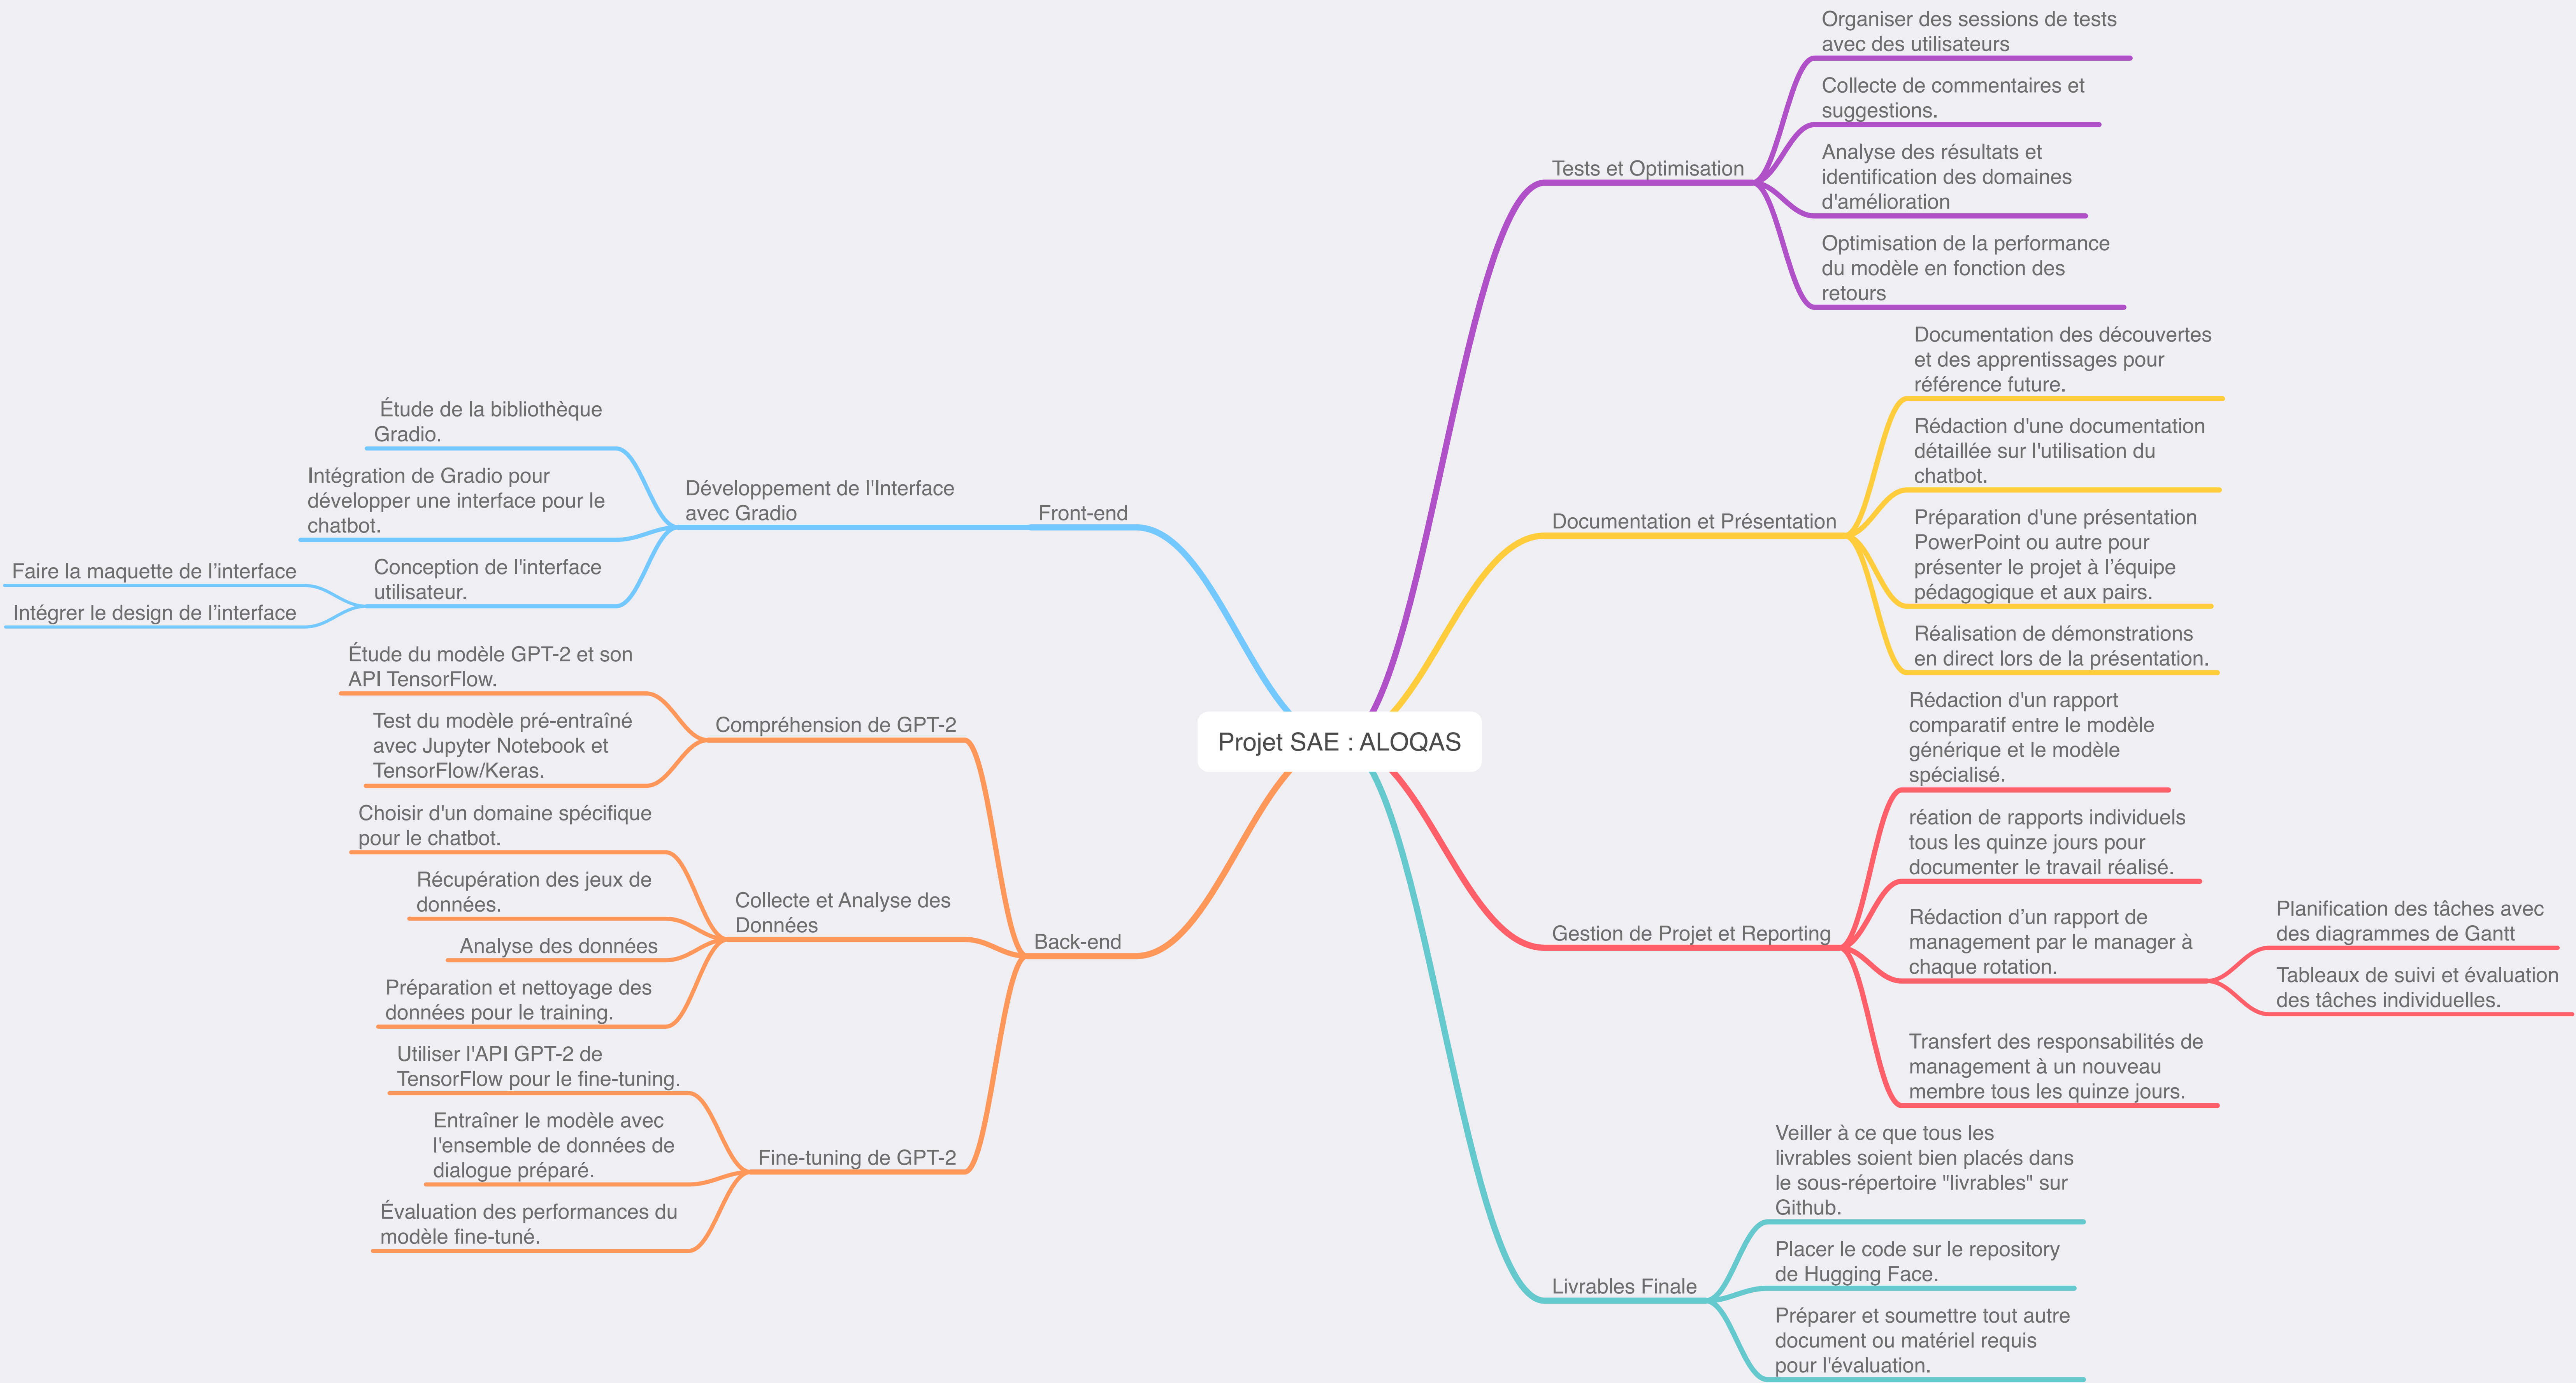 Projet SAE : ALOQAS
Front-end
Développement de l'Interface
avec Gradio
Étude de la bibliothèque
Gradio.
Intégration de Gradio pour
développer une interface pour le
chatbot.
Conception de l'interface
utilisateur.
Faire la maquette de l’interface
Intégrer le design de l’interface
Back-end
Compréhension de GPT-2
Étude du modèle GPT-2 et son
API TensorFlow.
Test du modèle pré-entraîné
avec Jupyter Notebook et
TensorFlow/Keras.
Collecte et Analyse des
Données
Choisir d'un domaine spécifique
pour le chatbot.
Récupération des jeux de
données.
Analyse des données
Préparation et nettoyage des
données pour le training.
Fine-tuning de GPT-2
Utiliser l'API GPT-2 de
TensorFlow pour le fine-tuning.
Entraîner le modèle avec
l'ensemble de données de
dialogue préparé.
Évaluation des performances du
modèle fine-tuné.
Tests et Optimisation
Organiser des sessions de tests
avec des utilisateurs
Collecte de commentaires et
suggestions.
Analyse des résultats et
identification des domaines
d'amélioration
Optimisation de la performance
du modèle en fonction des
retours
Documentation et Présentation
Documentation des découvertes
et des apprentissages pour
référence future.
Rédaction d'une documentation
détaillée sur l'utilisation du
chatbot.
Préparation d'une présentation
PowerPoint ou autre pour
présenter le projet à l’équipe
pédagogique et aux pairs.
Réalisation de démonstrations
en direct lors de la présentation.
Gestion de Projet et Reporting
Rédaction d'un rapport
comparatif entre le modèle
générique et le modèle
spécialisé.
réation de rapports individuels
tous les quinze jours pour
documenter le travail réalisé.
Rédaction d’un rapport de
management par le manager à
chaque rotation.
Planification des tâches avec
des diagrammes de Gantt
Tableaux de suivi et évaluation
des tâches individuelles.
Transfert des responsabilités de
management à un nouveau
membre tous les quinze jours.
Livrables Finale
Veiller à ce que tous les
livrables soient bien placés dans
le sous-répertoire "livrables" sur
Github.
Placer le code sur le repository
de Hugging Face.
Préparer et soumettre tout autre
document ou matériel requis
pour l'évaluation.